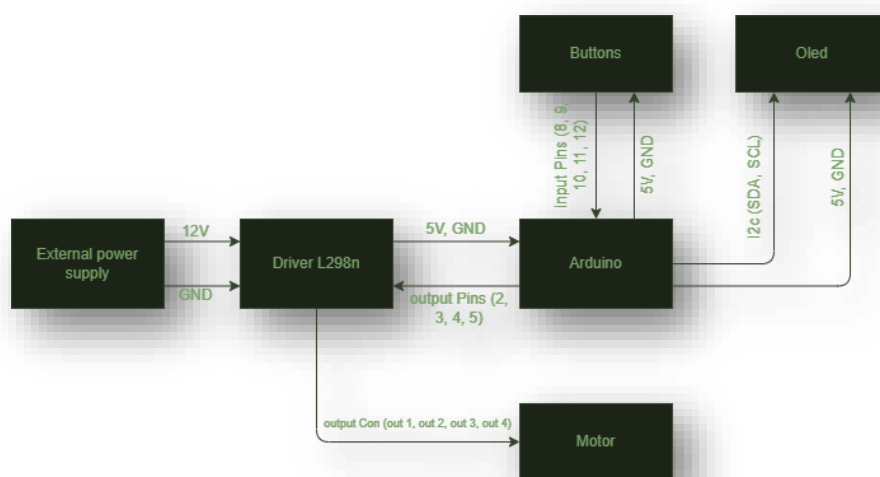 Buttons
Oled
input Pins (8, 9,
10, 11, 12)
5V, GND
I2c (SDA, SCL)
5V, GND
External power
supply
12V
GND
Driver L298n
5V, GND
output Pins (2,
3, 4, 5)
Arduino
output Con (out 1, out 2, out 3, out 4)
Motor